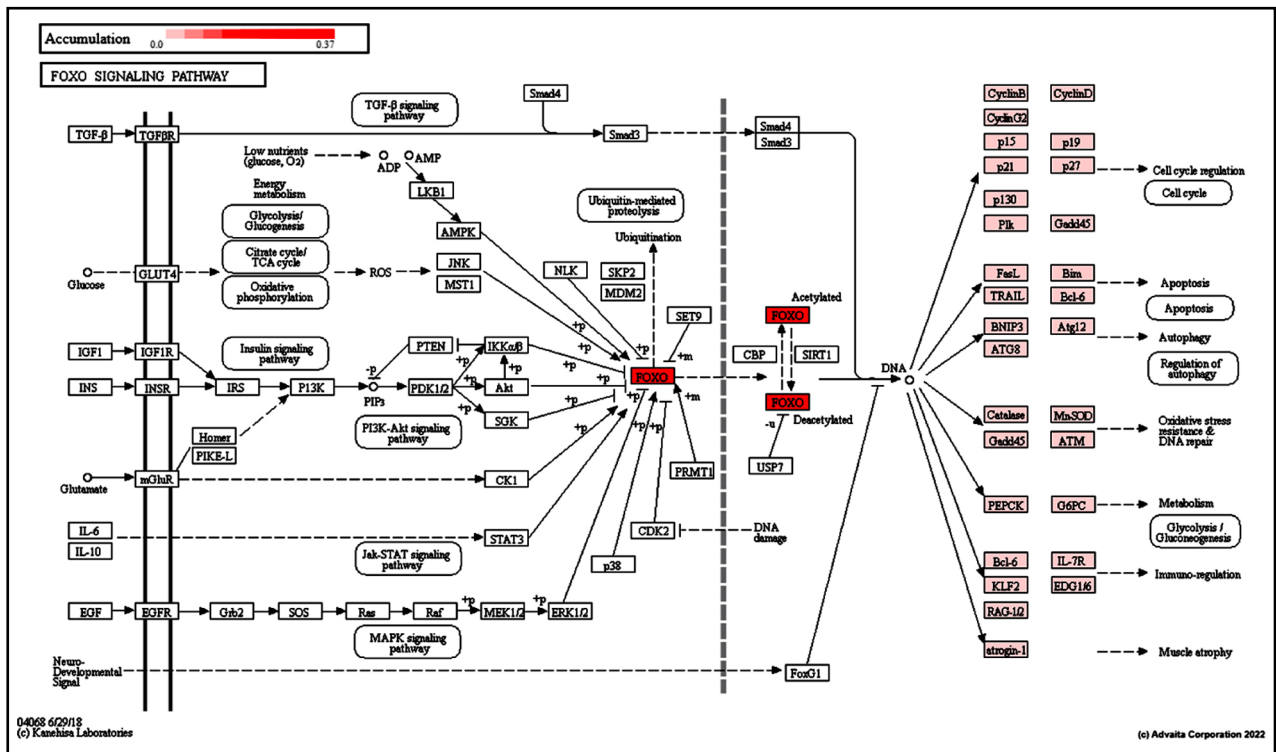 Accumulation
0.0
0.37
FOXO SIGNALING PATHWAY
TGF-β
TGFβR
TGF-β signaling
pathway
Smad4
Smad3
Smad4
Smad3
Low nutrients
(glucose, O2)
ADP
AMP
LKB1
AMPK
Energy
metabolism
Glycolysis/
Glucogenesis
Citrate cycle/
TCA cycle
Oxidative
phosphorylation
Glucose
GLUT4
ROS
JNK
MST1
NLK
Ubiquitin-mediated
proteolysis
Ubiquitination
SKP2
MDM2
SET9
+p
+p
+p
+p
+m
IGF1
IGF1R
Insulin signaling
pathway
INS
INSR
IRS
P13K
-p
PIP3
PTEN
IKKα/β
+p
+p
PDK1/2
Akt
+p
+p
SGK
+p
PI3K-Akt signaling
pathway
FOXO
+m
+p
+p
+p
+p
Homer
PIKE-L
Glutamate
mGluR
CK1
PRMT1
IL-6
IL-10
STAT3
Jak-STAT signaling
pathway
CDK2
DNA
damage
p38
EGF
EGFR
Grb2
SOS
Ras
Raf
+p
MEK1/2
+p
ERK1/2
MAPK signaling
pathway
Neuro-
Developmental
Signal
FoxG1
Acetylated
FOXO
CBP
SIRT1
FOXO
Deacetylated
-u
USP7
DNA
CyclinB
CyclinD
CyclinG2
p15
p19
p21
p27
Cell cycle regulation
Cell cycle
p130
Plk
Gadd45
FasL
Bim
Apoptosis
TRAIL
Bcl-6
Apoptosis
BNIP3
Atg12
Autophagy
ATG8
Regulation of
autophagy
Catalase
Mn-SOD
Oxidative stress
resistance &
DNA repair
Gadd45
ATM
PEPCK
G6PC
Metabolism
Glycolysis /
Gluconeogenesis
Bcl-6
IL-7R
Immuno-regulation
KLF2
EDG1/6
RAG-1/2
atrogin-1
Muscle atrophy
04068 6/29/18
(c) Kanehisa Laboratories
(c) Advaita Corporation 2022